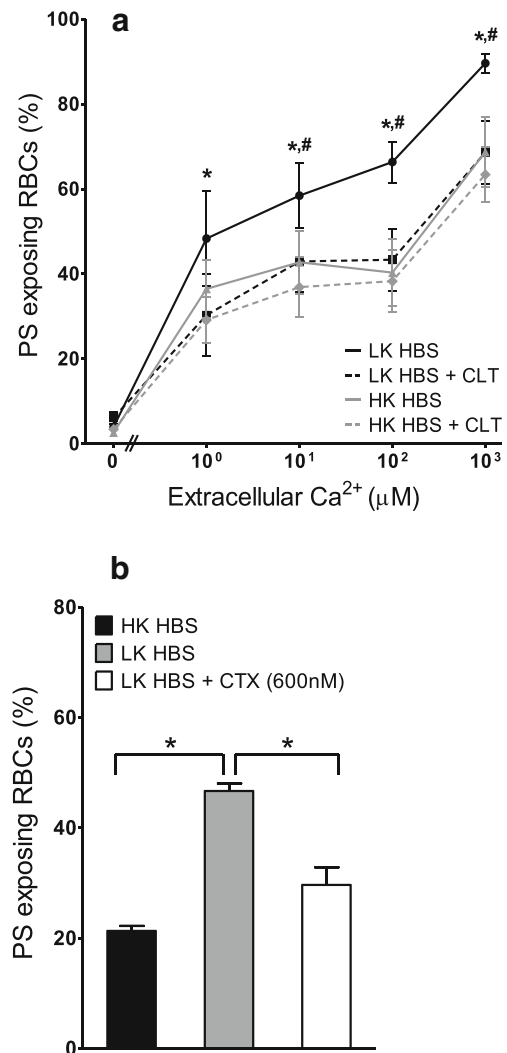 a
100
80
60
40
20
0
PS exposing RBCs (%)
*
*,#
*,#
*,#
LK HBS
LK HBS + CLT
HK HBS
HK HBS + CLT
0 10⁰ 10¹ 10² 10³
Extracellular Ca²⁺ (μM)
b
80
60
40
20
0
PS exposing RBCs (%)
HK HBS
LK HBS
LK HBS + CTX (600nM)
* *